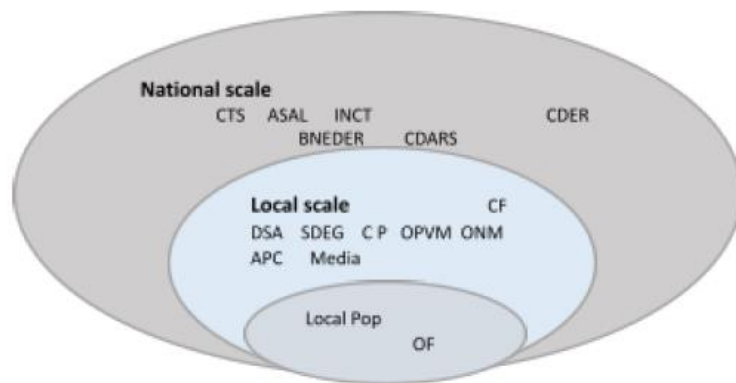 National scale
CTS ASAL INCT CDER
BNEDER CDARS
Local scale CF
DSA SDEG C P OPVM ONM
APC Media
Local Pop
OF